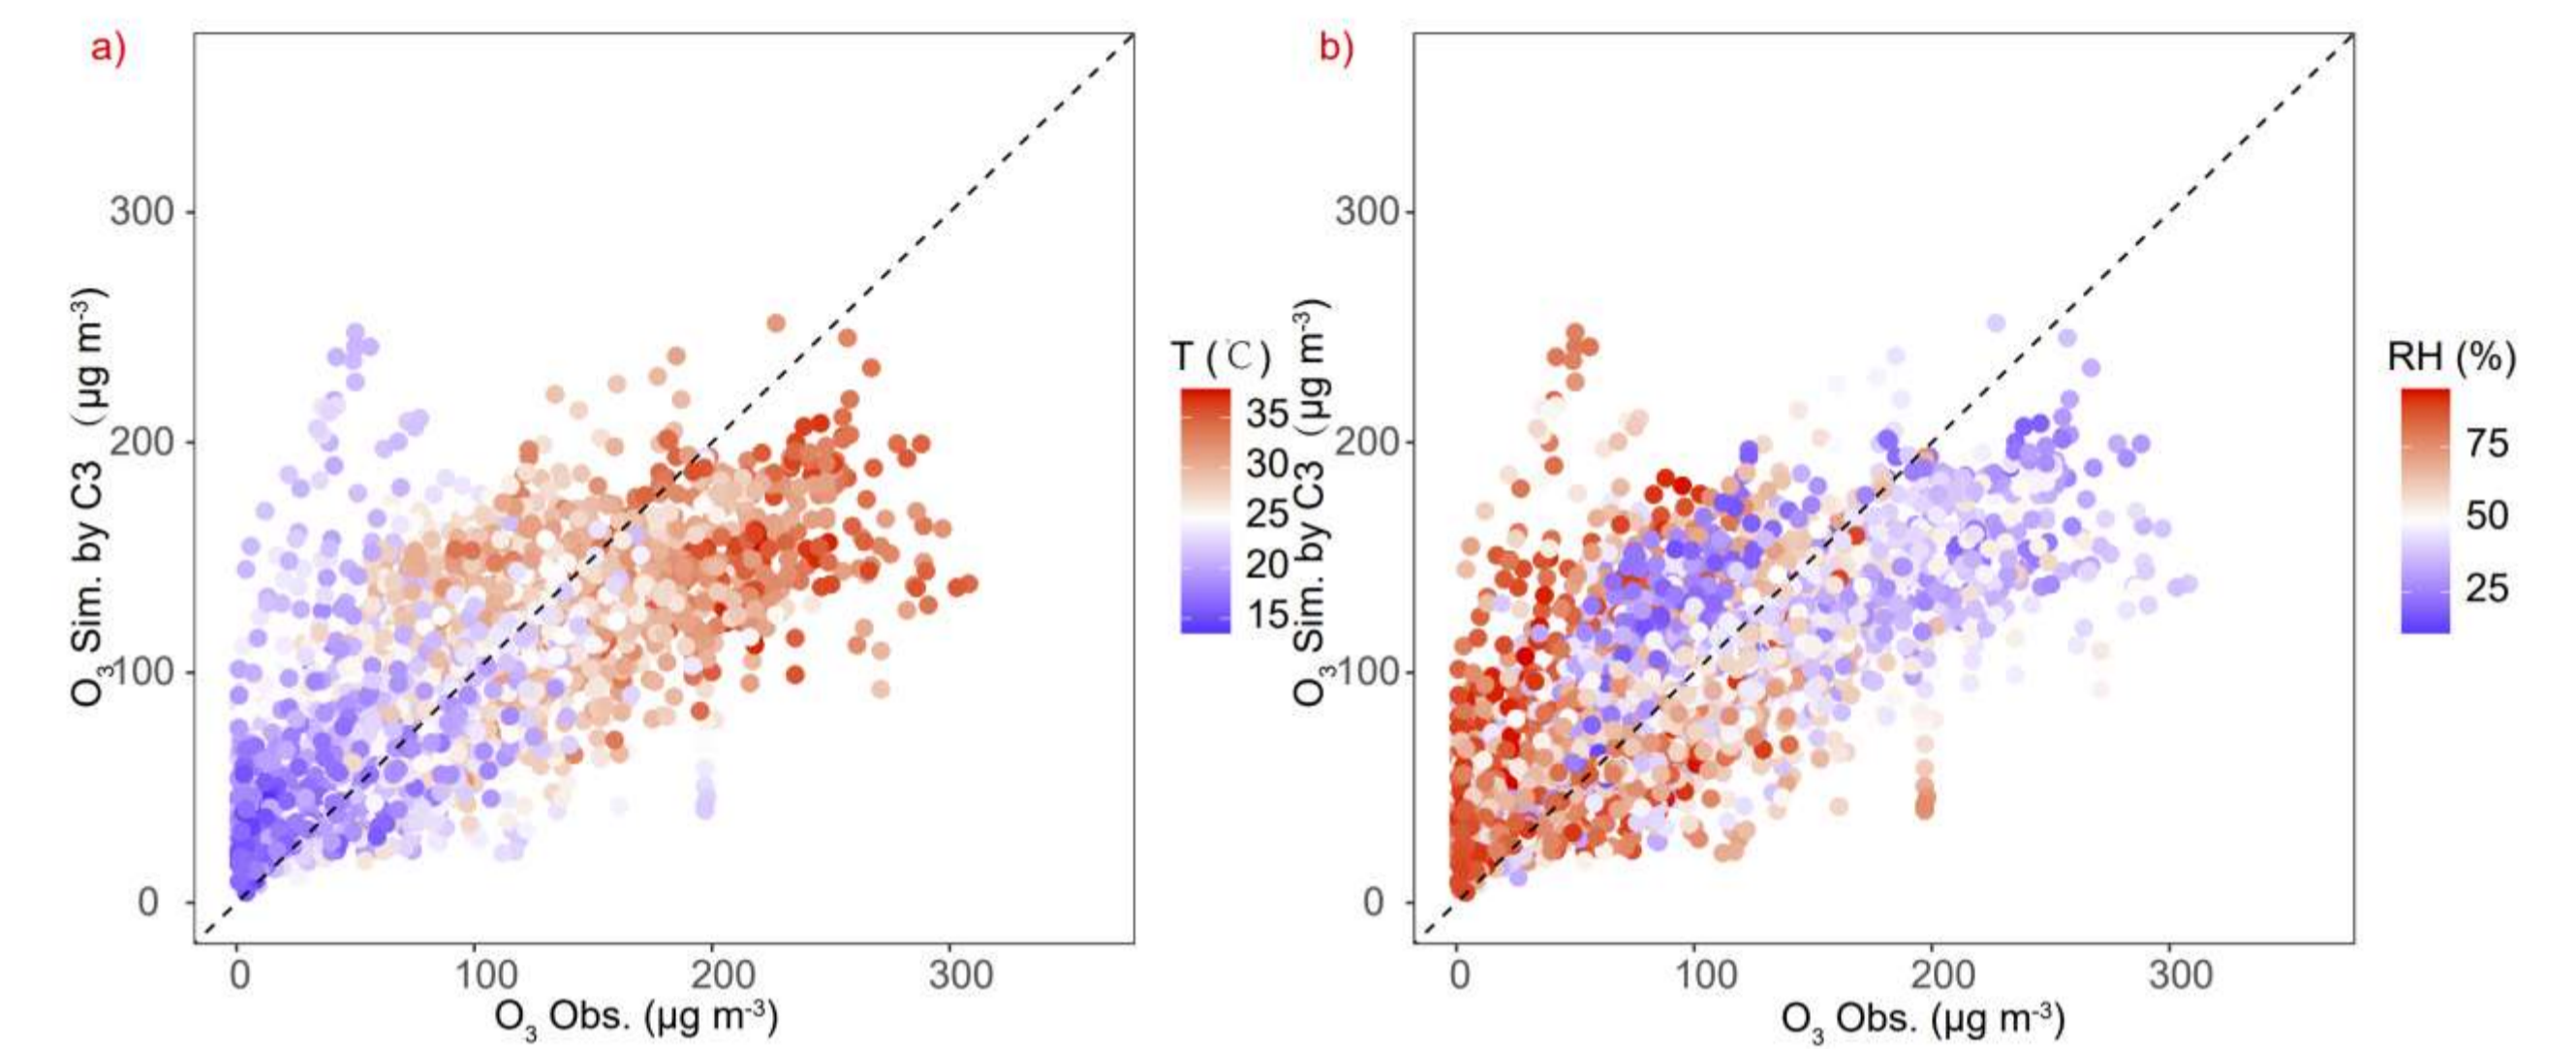 a)
300
200
100
0
O₃ Sim. by C3 (μg m⁻³)
0 100 200 300
O₃ Obs. (μg m⁻³)
T (℃)
35
30
25
20
15
b)
300
200
100
0
O₃ Sim. by C3 (μg m⁻³)
0 100 200 300
O₃ Obs. (μg m⁻³)
RH (%)
75
50
25